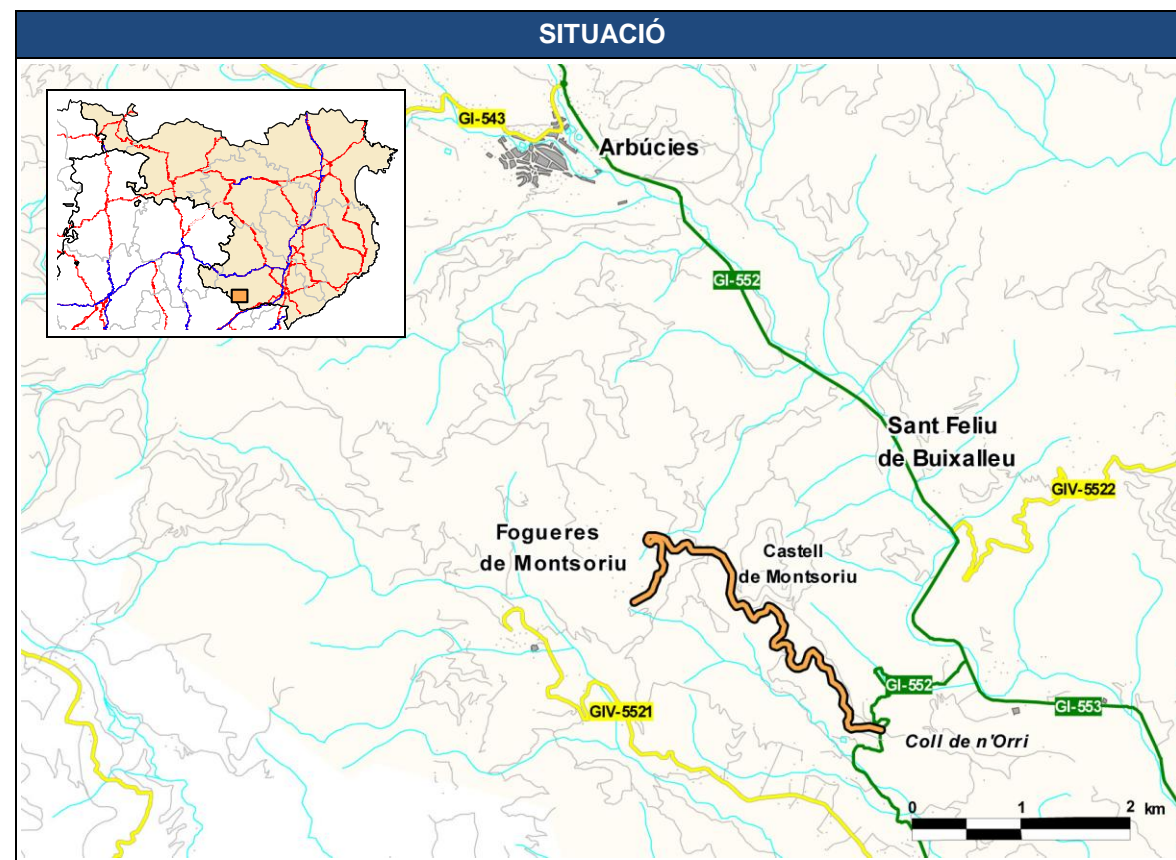 SITUACIÓ
GI-543
Arbúcies
GI-552
Sant Feliu
de Buixalleu
GIV-5522
Fogueres
de Montsoriu
Castell
de Montsoriu
GI-552
GI-553
GIV-5521
Coll de n'Orri
0 1 2 km